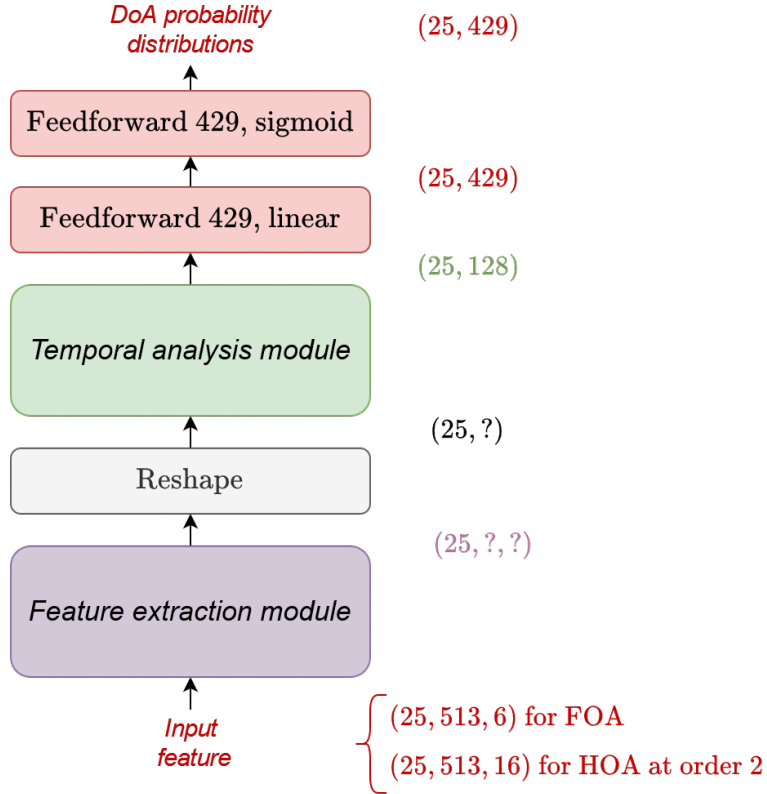 DoA probability
distributions
(25, 429)
Feedforward 429, sigmoid
(25, 429)
Feedforward 429, linear
(25, 128)
Temporal analysis module
(25, ?)
Reshape
(25, ?, ?)
Feature extraction module
Input
feature
(25, 513, 6) for FOA
(25, 513, 16) for HOA at order 2